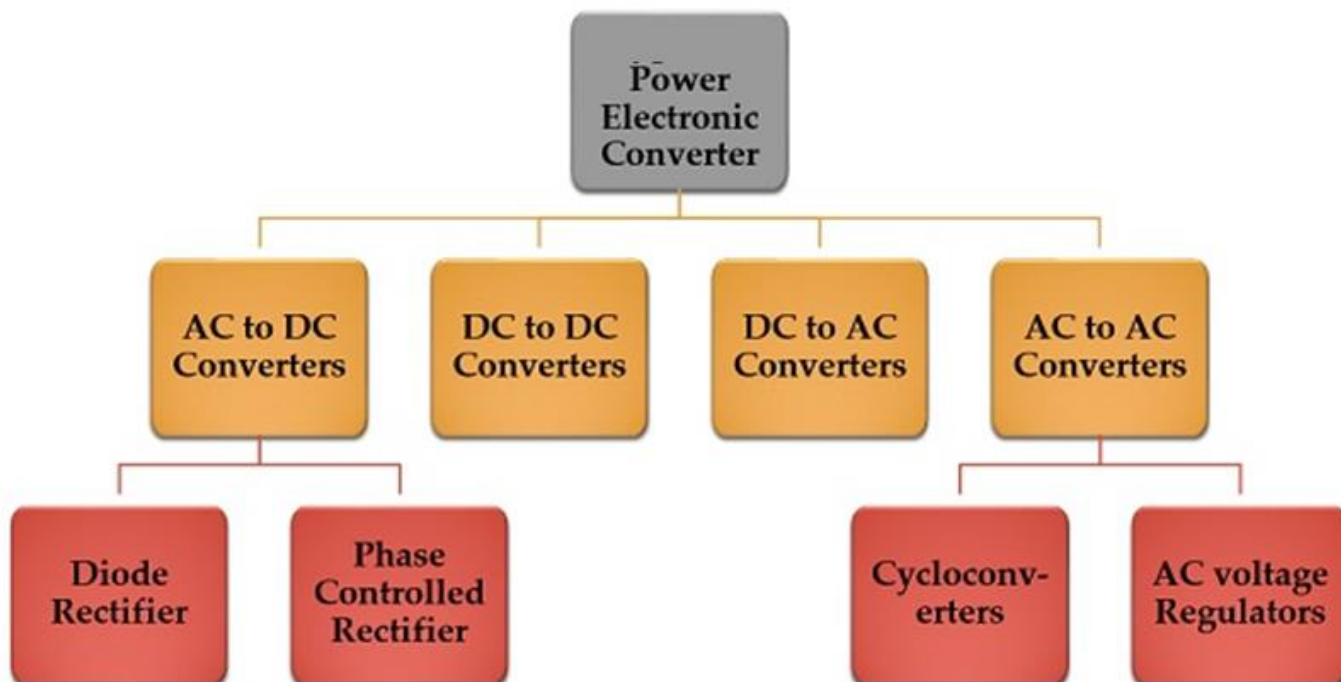 Power
Electronic
Converter
AC to DC
Converters
DC to DC
Converters
DC to AC
Converters
AC to AC
Converters
Diode
Rectifier
Phase
Controlled
Rectifier
Cycloconv-
erters
AC voltage
Regulators